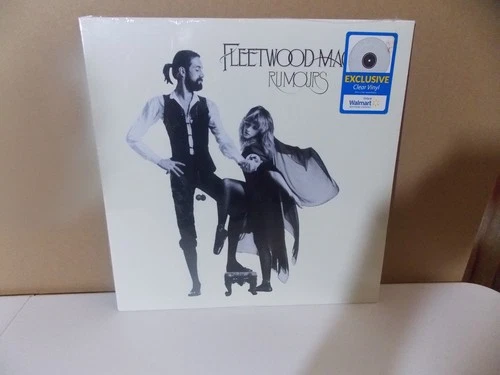 FLEETWOOD MAC
RUMOURS
EXCLUSIVE
Clear Vinyl
Walmart